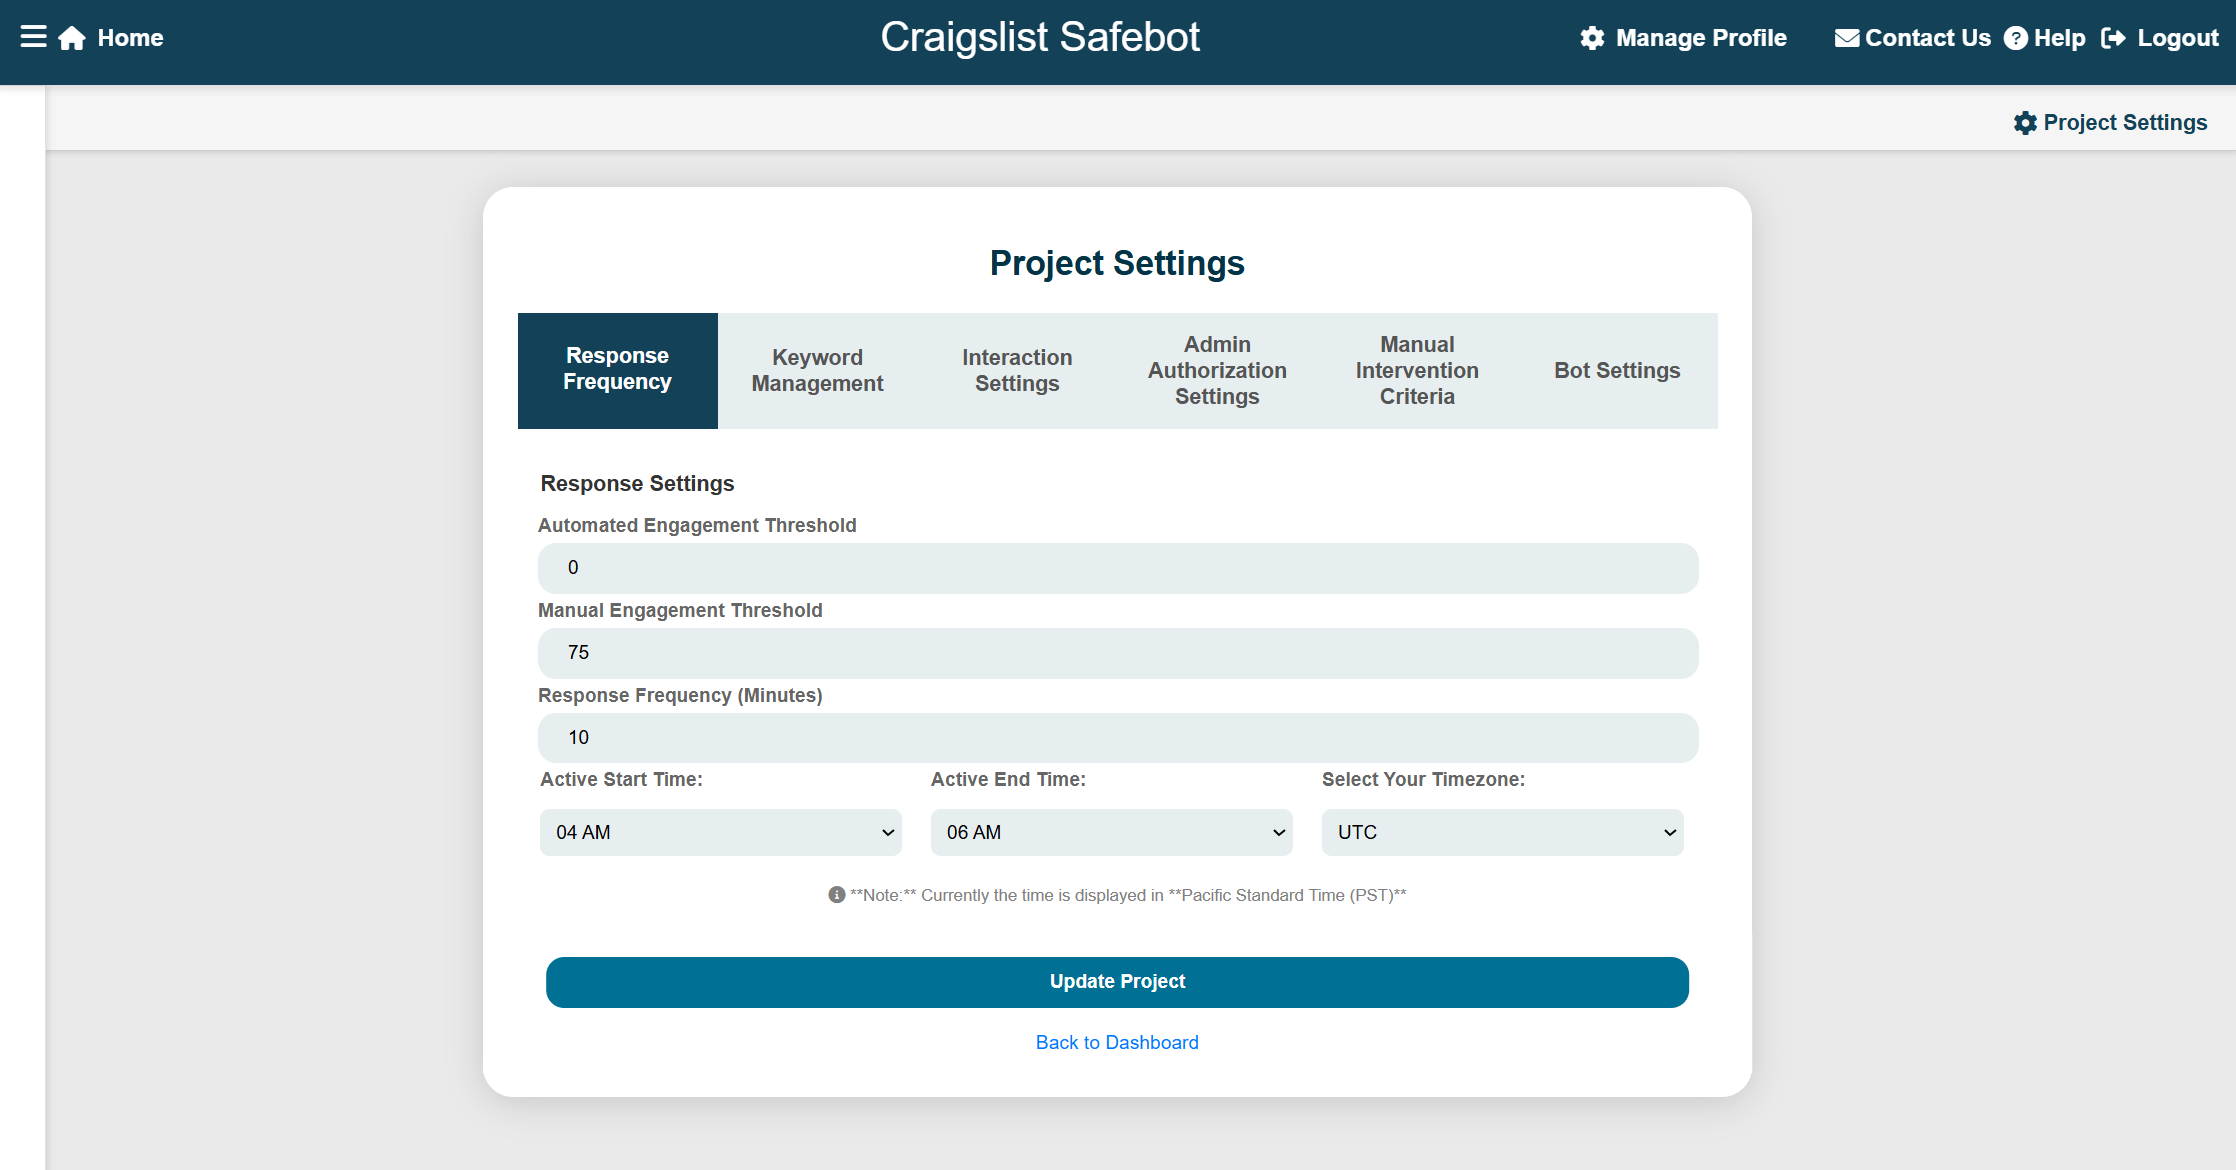 Home
Craigslist Safebot
Manage Profile
Contact Us
Help
Logout
Project Settings
Project Settings
Response
Frequency
Keyword
Management
Interaction
Settings
Admin
Authorization
Settings
Manual
Intervention
Criteria
Bot Settings
Response Settings
Automated Engagement Threshold
0
Manual Engagement Threshold
75
Response Frequency (Minutes)
10
Active Start Time:
Active End Time:
Select Your Timezone:
04 AM
06 AM
UTC
**Note:** Currently the time is displayed in **Pacific Standard Time (PST)**
Update Project
Back to Dashboard